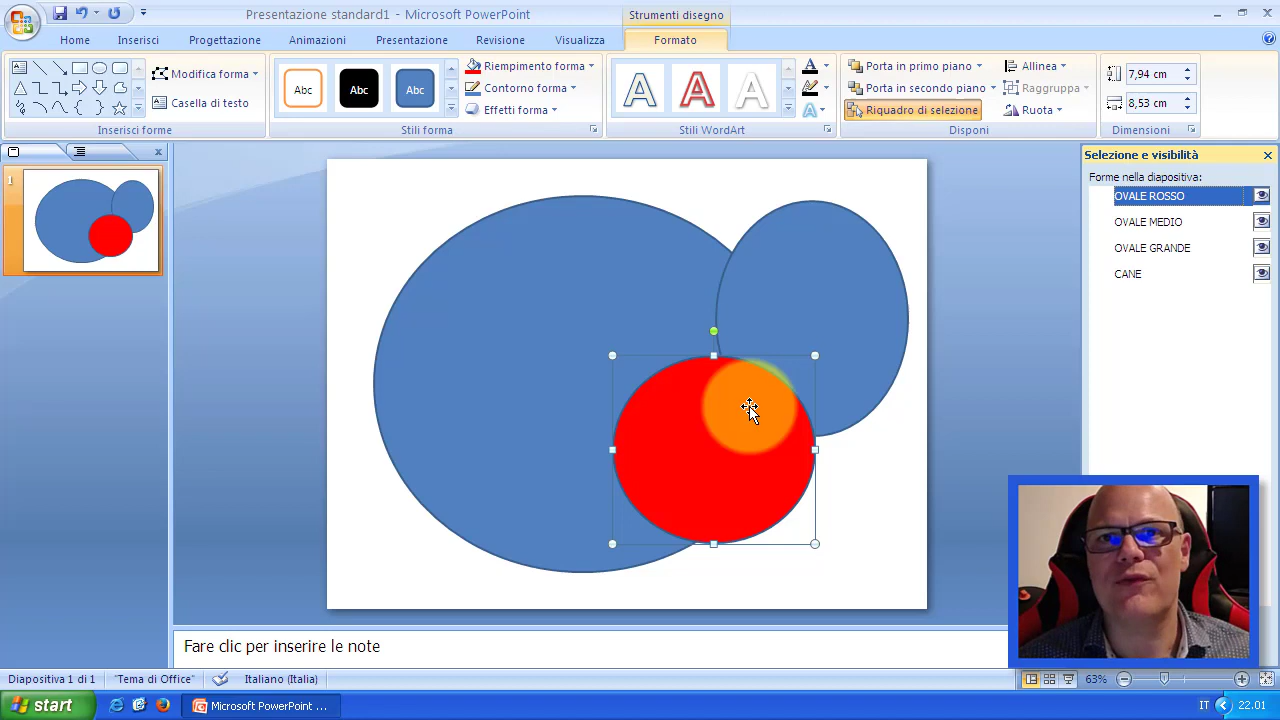 Presentazione standard1 - Microsoft PowerPoint
Strumenti disegno
Home Inserisci Progettazione Animazioni Presentazione Revisione Visualizza Formato
Modifica forma
Casella di testo
Inserisci forme
Abc Abc Abc
Riempimento forma
Contorno forma
Effetti forma
Stili forma
A A A
Stili WordArt
Porta in primo piano
Porta in secondo piano
Riquadro di selezione
Allinea
Raggruppa
Ruota
Disponi
7,94 cm
8,53 cm
Dimensioni
1
Selezione e visibilità
Forme nella diapositiva:
OVALE ROSSO
OVALE MEDIO
OVALE GRANDE
CANE
Fare clic per inserire le note
Diapositiva 1 di 1 "Tema di Office" Italiano (Italia 63%
start Microsoft PowerPoint ... IT 22.01